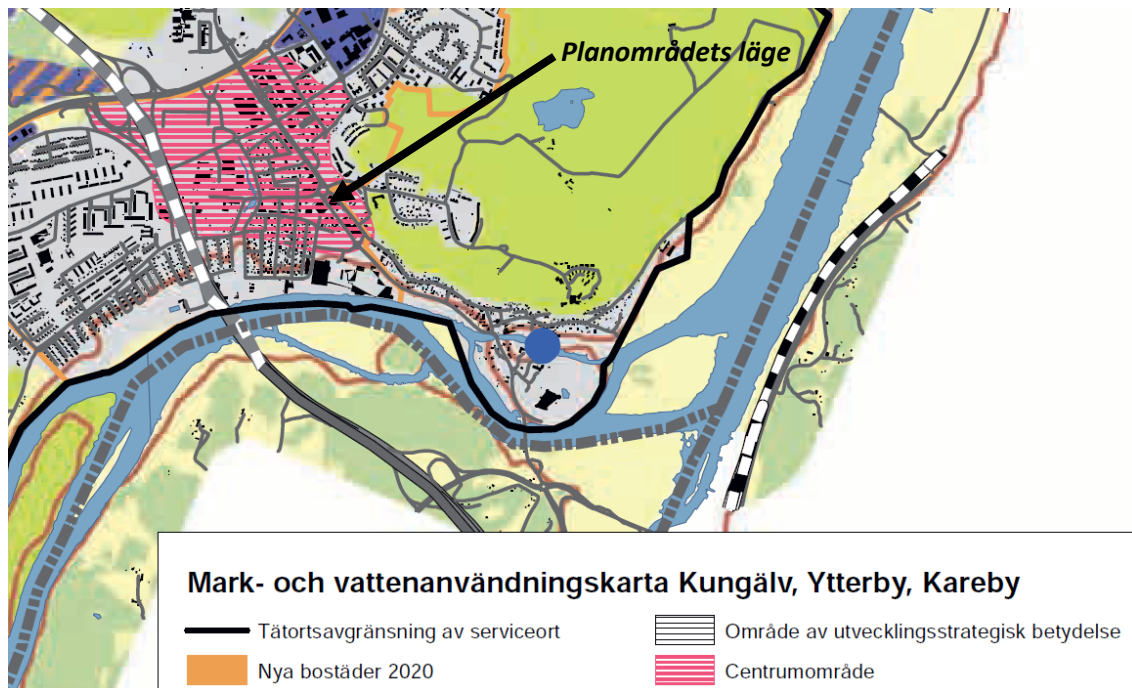 Planområdets läge
Mark- och vattenanvändningskarta Kungälv, Ytterby, Kareby
Tätortsavgränsning av serviceort
Område av utvecklingsstrategisk betydelse
Nya bostäder 2020
Centrumområde